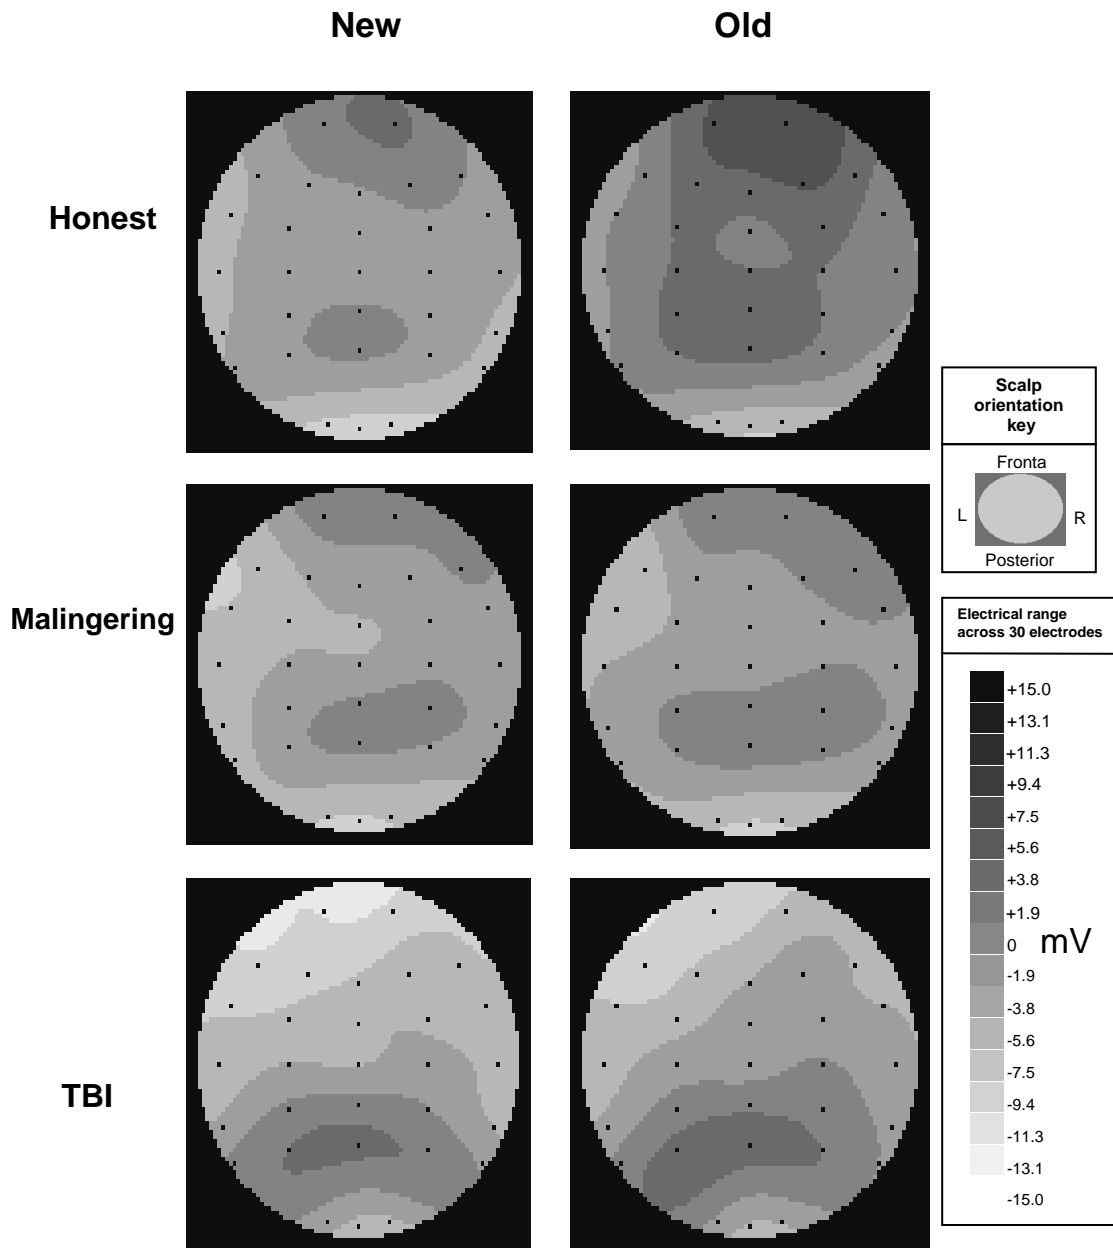 New
Old
Honest
Malingering
TBI
Scalp
orientation
key
Fronta
L
R
Posterior
Electrical range
across 30 electrodes
+15.0
+13.1
+11.3
+9.4
+7.5
+5.6
+3.8
+1.9
0
mV
-1.9
-3.8
-5.6
-7.5
-9.4
-11.3
-13.1
-15.0